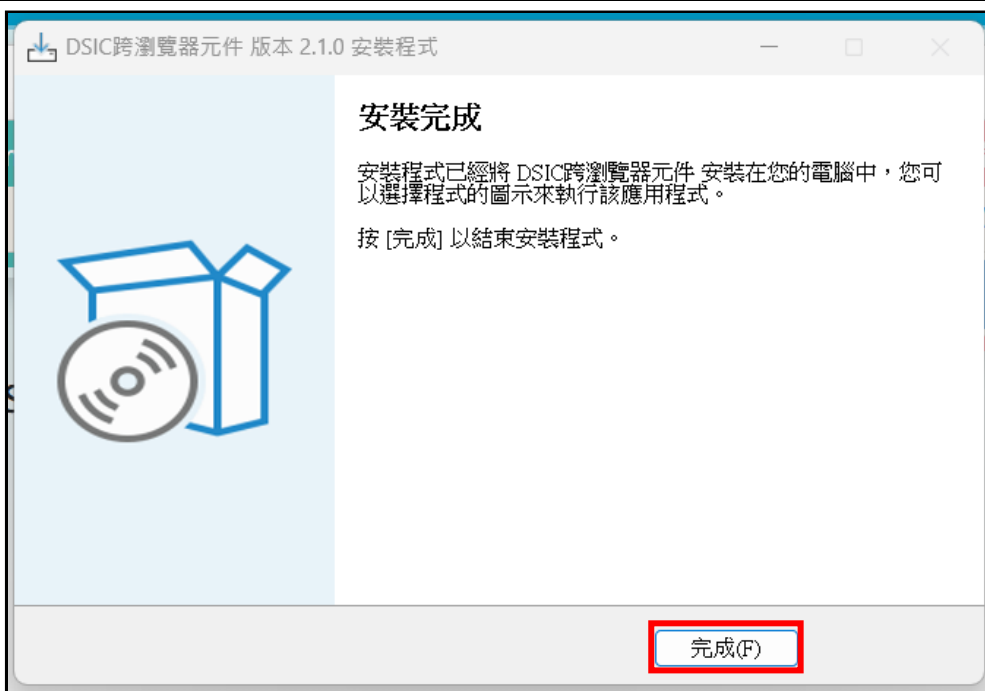 DSIC跨瀏覽器元件 版本 2.1.0 安裝程式
安裝完成
安裝程式已經將 DSIC跨瀏覽器元件 安裝在您的電腦中，您可
以選擇程式的圖示來執行該應用程式。
按 [完成] 以結束安裝程式。
完成(F)